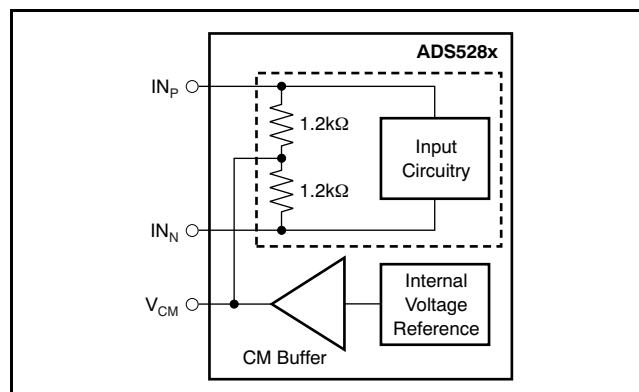 ADS528x
IN_P
1.2kΩ
Input
Circuitry
1.2kΩ
IN_N
Internal
Voltage
Reference
V_CM
CM Buffer